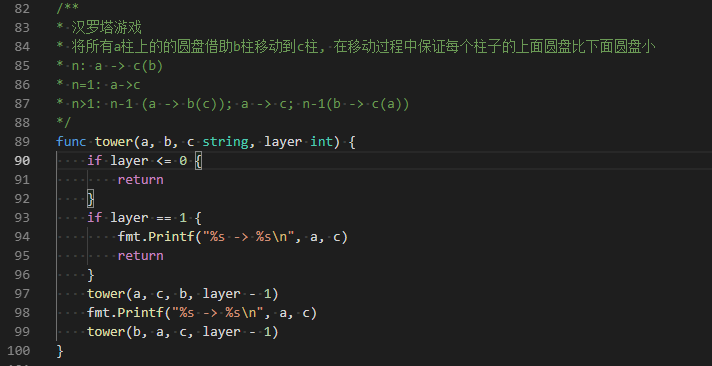 82 /**
83 * 汉罗塔游戏
84 * 将所有a柱上的的圆盘借助b柱移动到c柱, 在移动过程中保证每个柱子的上面圆盘比下面圆盘小
85 * n: a -> c(b)
86 * n=1: a->c
87 * n>1: n-1 (a -> b(c)); a -> c; n-1(b -> c(a))
88 */
89 func tower(a, b, c string, layer int) {
90 if layer <= 0 {
91 return
92 }
93 if layer == 1 {
94 fmt.Printf("%s -> %s\n", a, c)
95 return
96 }
97 tower(a, c, b, layer - 1)
98 fmt.Printf("%s -> %s\n", a, c)
99 tower(b, a, c, layer - 1)
100 }